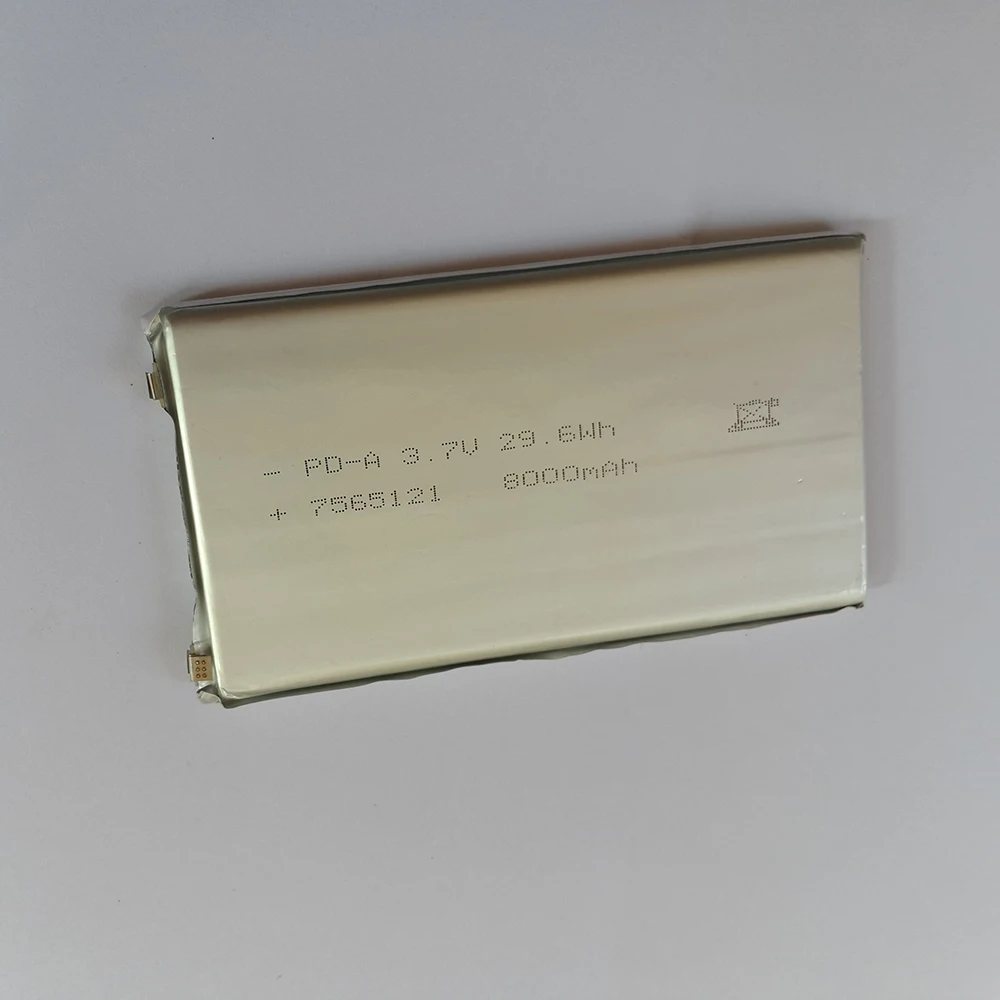 - PD-A 3.7V 29.6Wh
+ 7565121 8000mAh